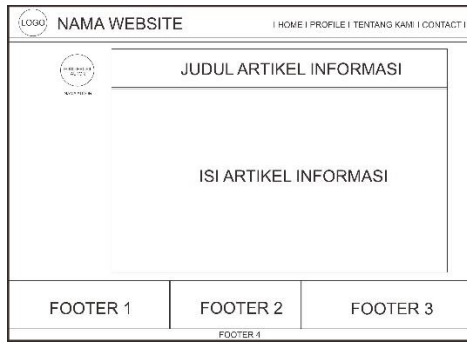 LOGO
NAMA WEBSITE
I HOME I PROFILE I TENTANG KAMI I CONTACT I
JUDUL ARTIKEL INFORMASI
ISI ARTIKEL INFORMASI
FOOTER 1
FOOTER 2
FOOTER 3
FOOTER 4